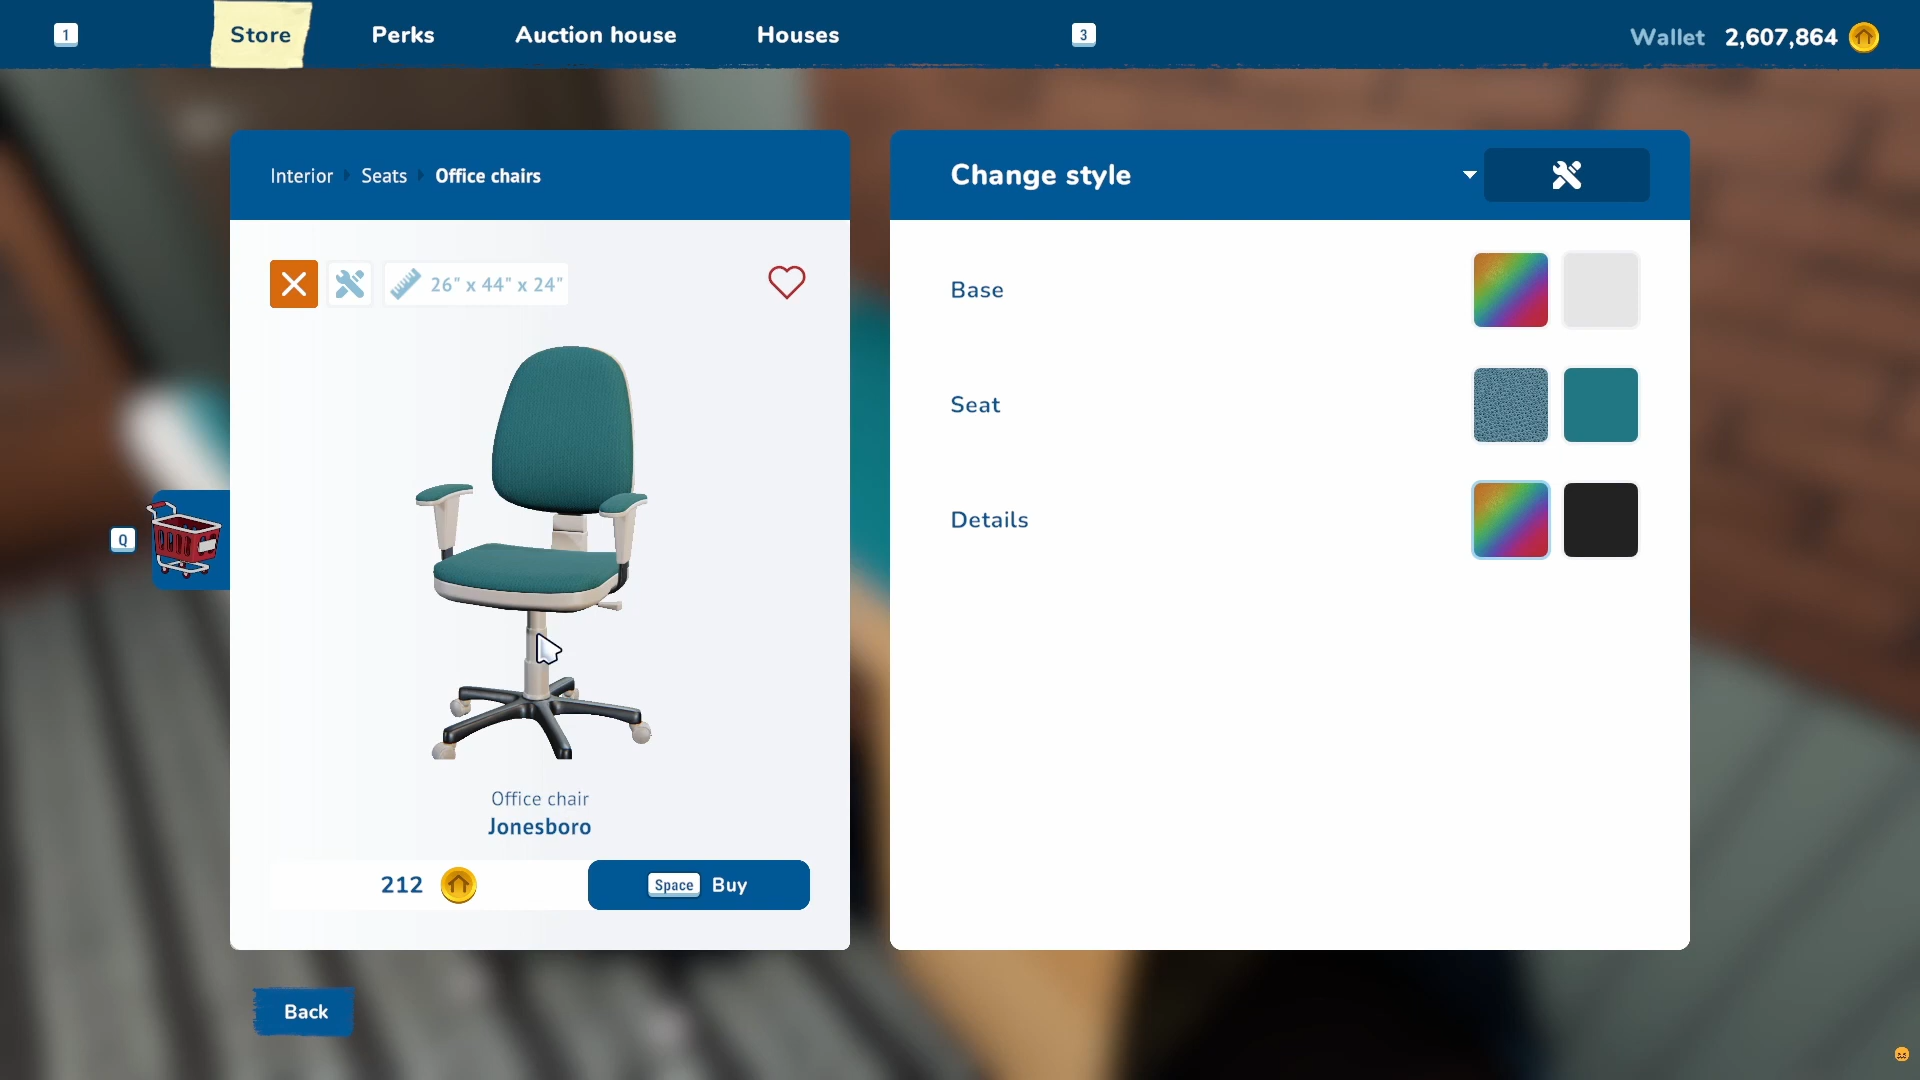 1
Store
Perks
Auction house
Houses
3
Wallet 2,607,864
Interior
Seats
Office chairs
Change style
26" x 44" x 24"
Base
Seat
Details
Q
Office chair
Jonesboro
212
Space
Buy
Back